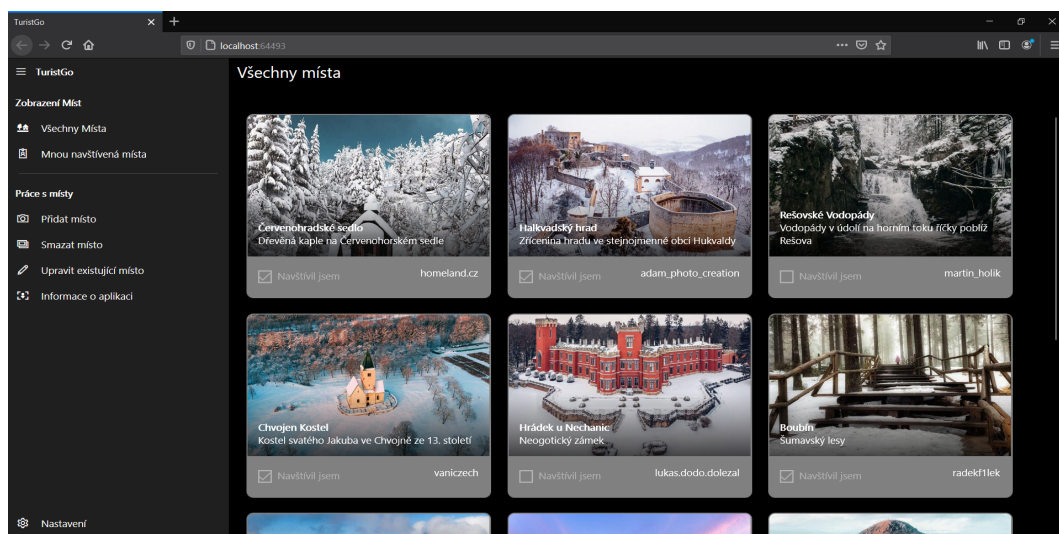 TuristGo
localhost:64493
TuristGo
Zobrazení Míst
Všechny Místa
Mnou navštívená místa
Práce s místy
Přidat místo
Smazat místo
Upravit existující místo
Informace o aplikaci
Nastavení
Všechny místa
Červenohradské sedlo
Dřevěná kaple na Červenohorském sedle
Navštívil jsem
homeland.cz
Halkvadský hrad
Zřícenina hradu ve stejnojmenné obci Hukvaldy
Navštívil jsem
adam_photo_creation
Rešovské Vodopády
Vodopády v údolí na horním toku říčky poblíž
Rešova
Navštívil jsem
martin_holik
Chvojen Kostel
Kostel svatého Jakuba ve Chvojně ze 13. století
Navštívil jsem
vaniczech
Hrádek u Nechanic
Neogotický zámek
Navštívil jsem
lukas.dodo.dolezal
Boubín
Šumavský lesy
Navštívil jsem
radekf1lek